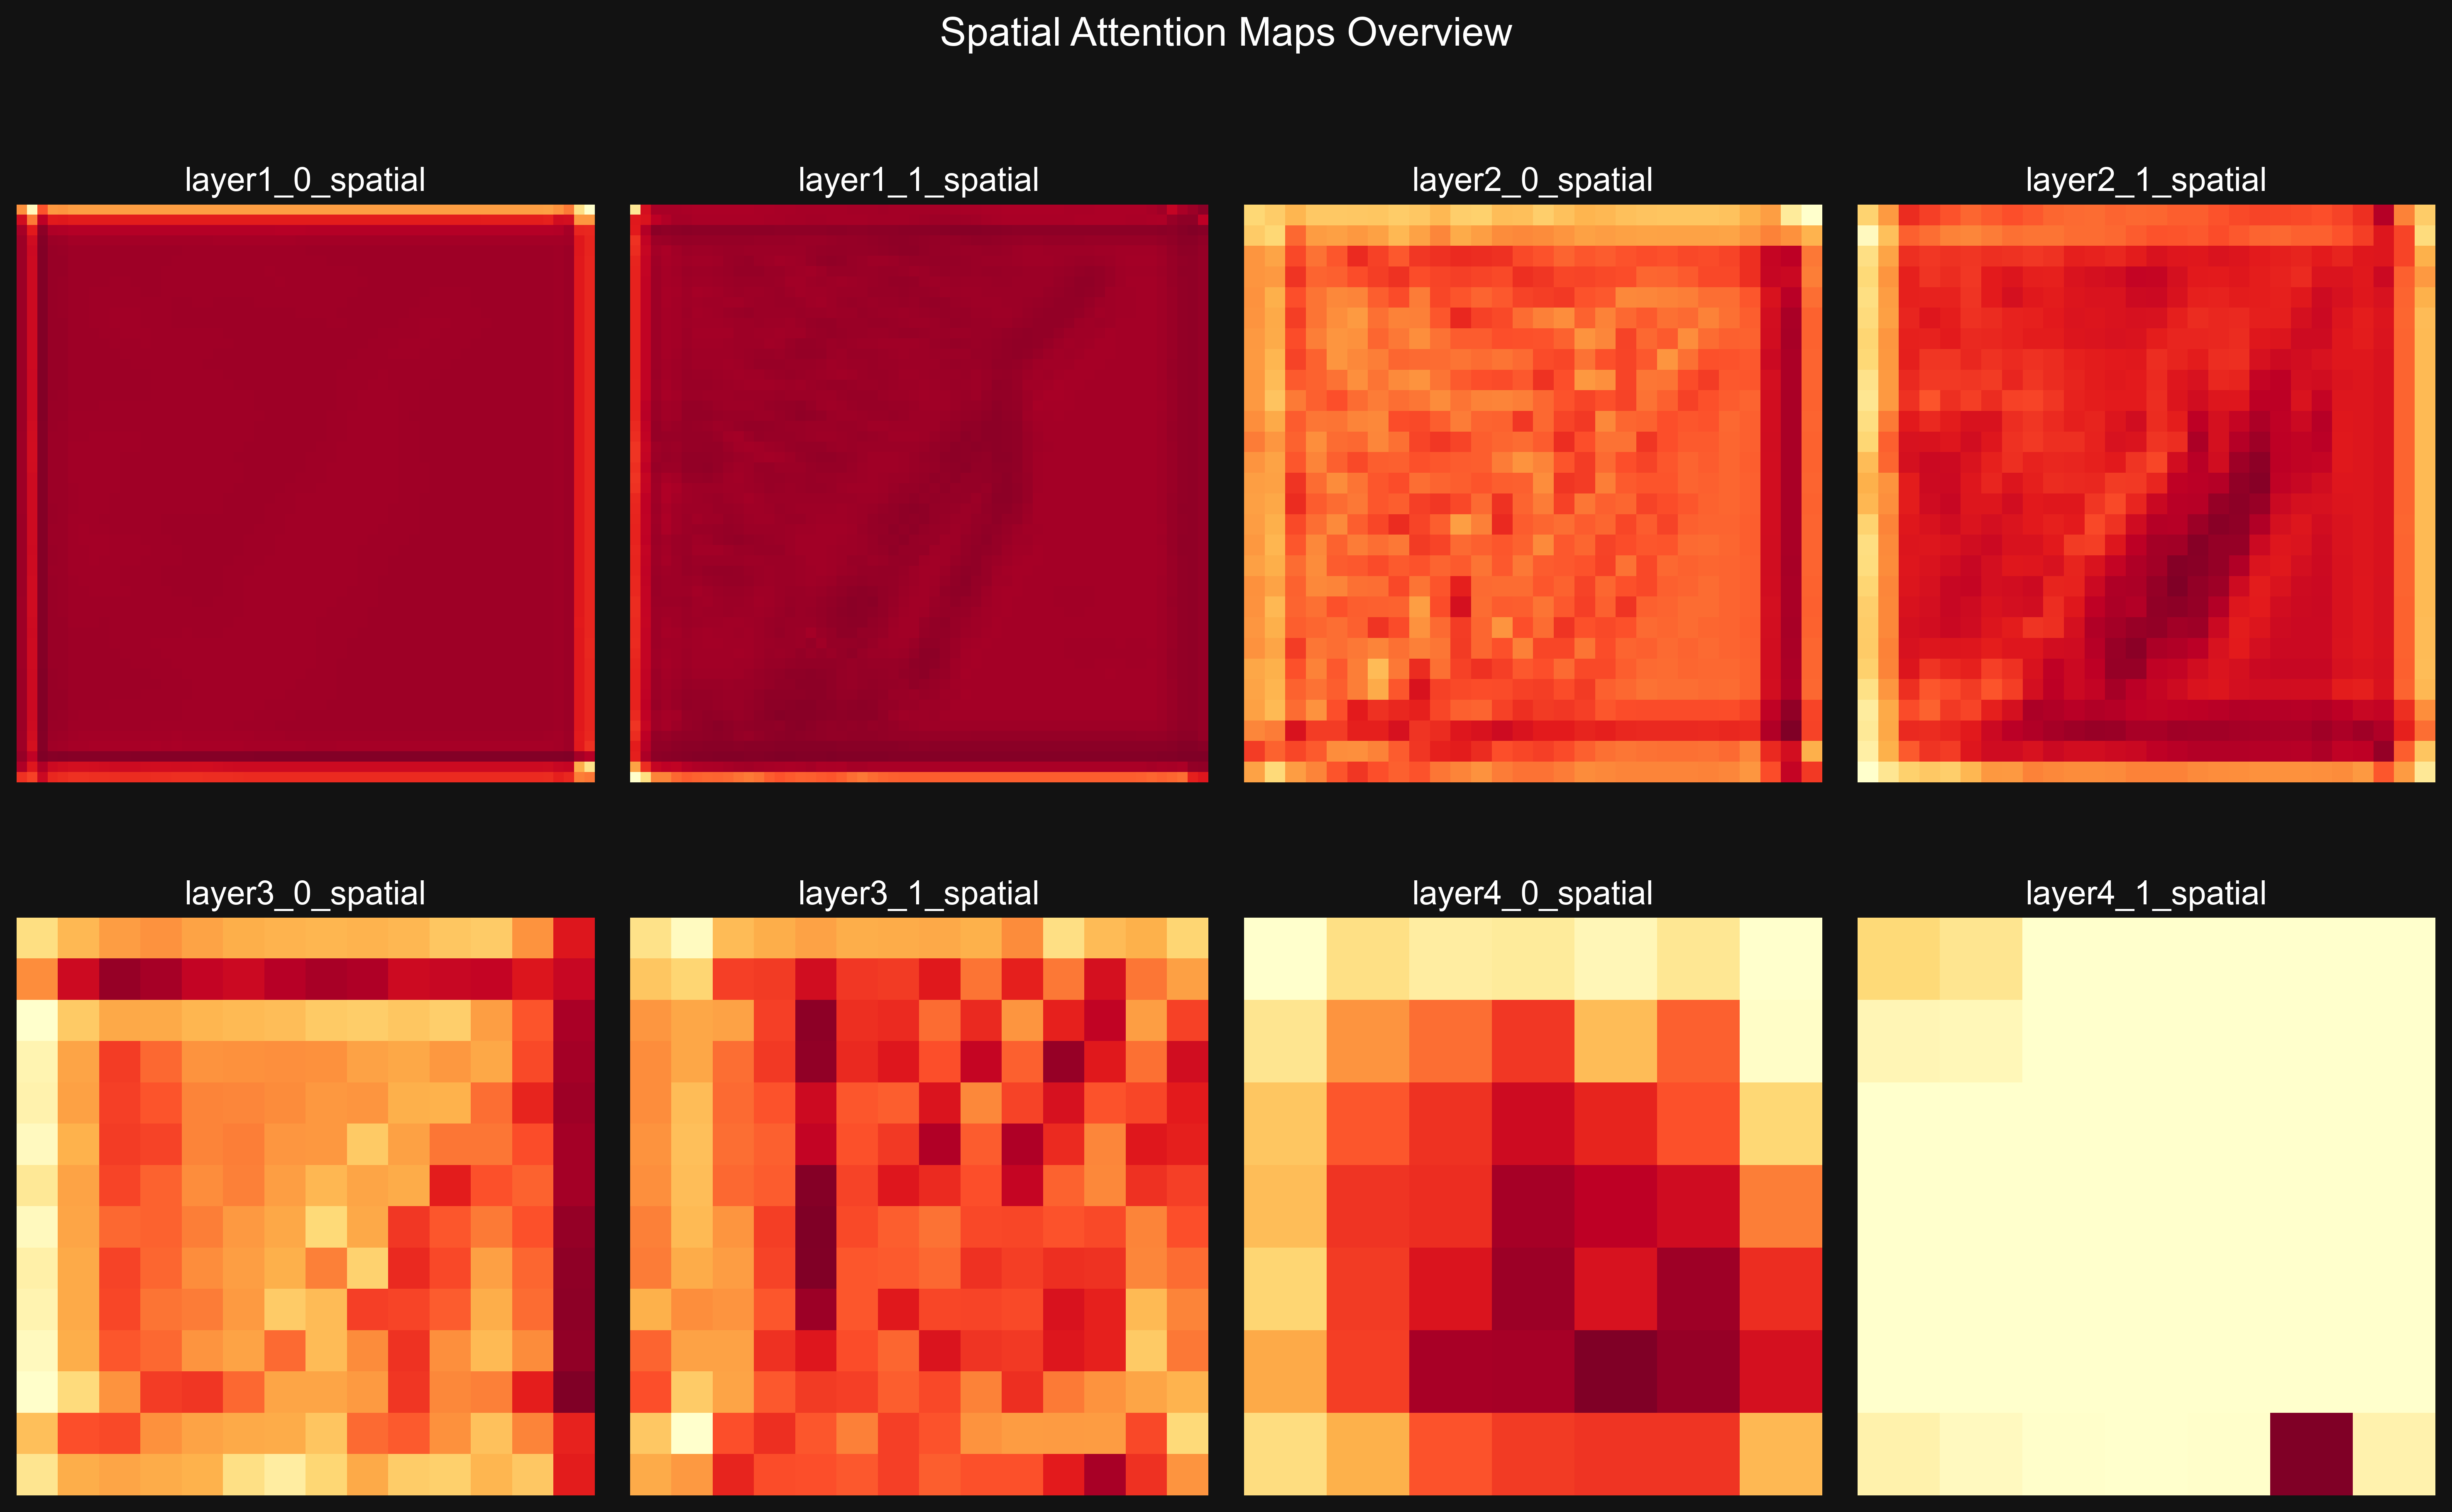 Spatial Attention Maps Overview
layer1_0_spatial
layer1_1_spatial
layer2_0_spatial
layer2_1_spatial
layer3_0_spatial
layer3_1_spatial
layer4_0_spatial
layer4_1_spatial